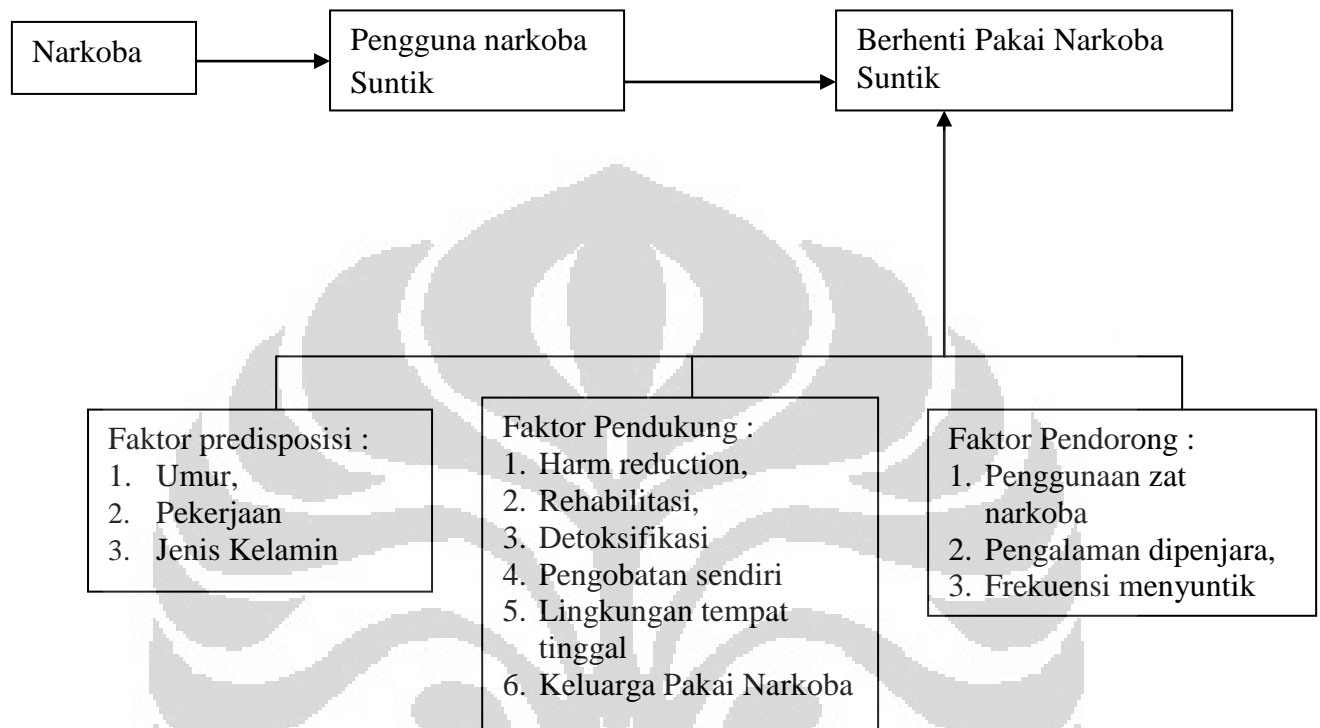 Narkoba
Pengguna narkoba
Suntik
Berhenti Pakai Narkoba
Suntik
Faktor predisposisi :
1. Umur,
2. Pekerjaan
3. Jenis Kelamin
Faktor Pendukung :
1. Harm reduction,
2. Rehabilitasi,
3. Detoksifikasi
4. Pengobatan sendiri
5. Lingkungan tempat
tinggal
6. Keluarga Pakai Narkoba
Faktor Pendorong :
1. Penggunaan zat
narkoba
2. Pengalaman dipenjara,
3. Frekuensi menyuntik